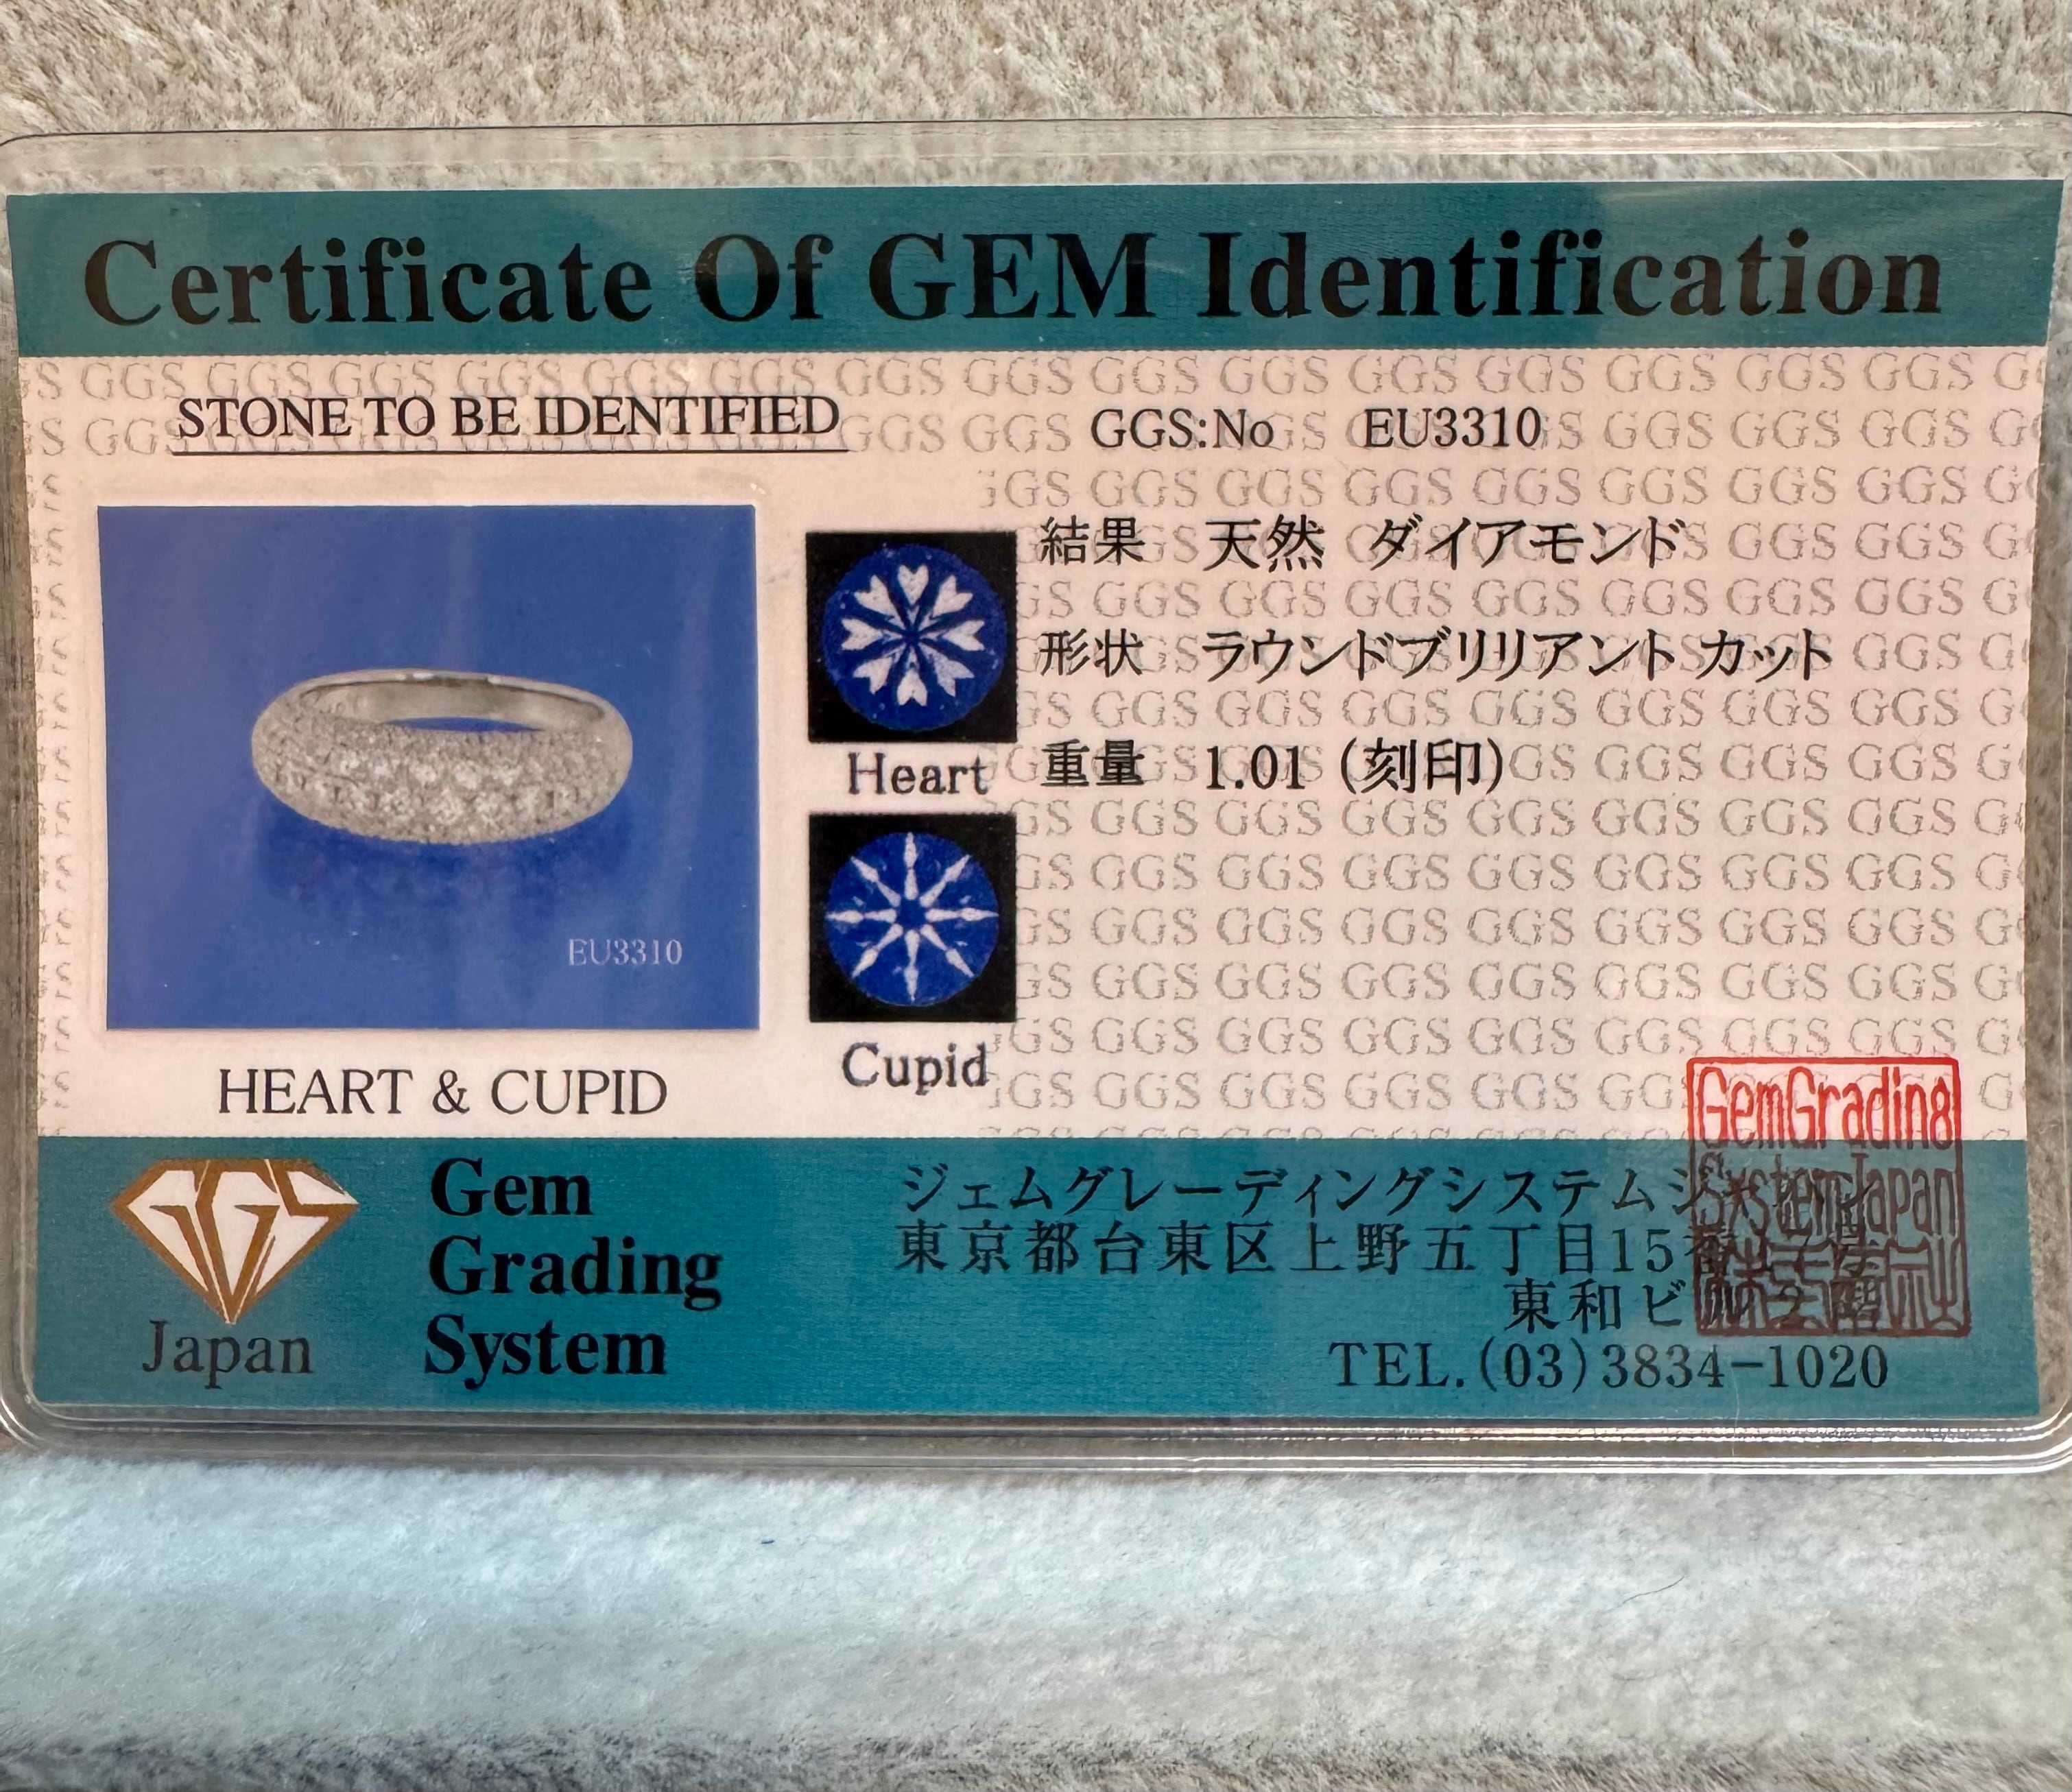 Certificate Of GEM Identification
STONE TO BE IDENTIFIED
GGS:No EU3310
結果 天然 ダイアモンド
形状 ラウンドブリリアント カット
重量 1.01 (刻印)
EU3310
Heart
Cupid
HEART & CUPID
GGS
Japan
Gem
Grading
System
ジェムグレーディングシステム
東京都台東区上野五丁目15
東和ビ
TEL.(03)3834-1020
GemGrading
SystemJapan